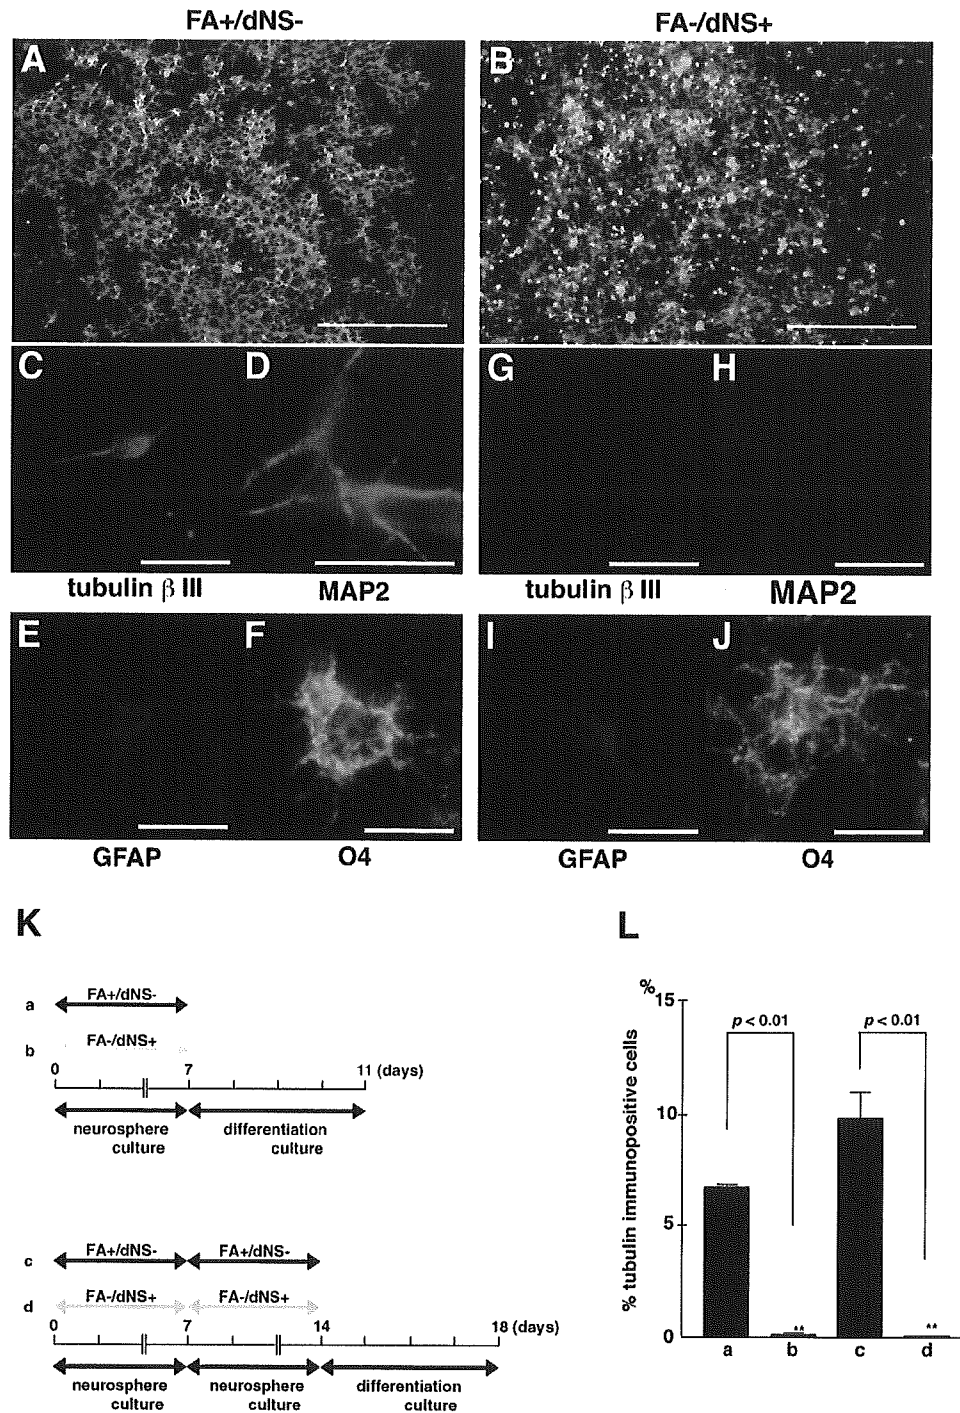 FA+/dNS-
FA-/dNS+
A
B
C
D
G
H
tubulin β III
MAP2
tubulin β III
MAP2
E
F
I
J
GFAP
O4
GFAP
O4
K
L
a
FA+/dNS-
b
FA-/dNS+
0
7
11 (days)
neurosphere
culture
differentiation
culture
c
FA+/dNS-
FA+/dNS-
d
FA-/dNS+
FA-/dNS+
0
7
14
18 (days)
neurosphere
culture
neurosphere
culture
differentiation
culture
%
15
10
5
0
% tubulin immunopositive cells
p < 0.01
p < 0.01
**
**
a
b
c
d